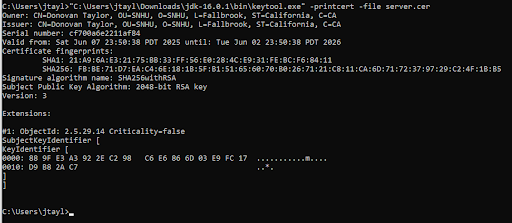 C:\Users\jtayl>"C:\Users\jtayl\Downloads\jdk-16.0.1\bin\keytool.exe" -printcert -file server.cer
Owner: CN=Donovan Taylor, OU=SNHU, O=SNHU, L=Fallbrook, ST=California, C=CA
Issuer: CN=Donovan Taylor, OU=SNHU, O=SNHU, L=Fallbrook, ST=California, C=CA
Serial number: cf700a6e2211af84
Valid from: Sat Jun 07 23:50:38 PDT 2025 until: Tue Jun 02 23:50:38 PDT 2026
Certificate fingerprints:
SHA1: 21:A9:6A:E3:21:75:BB:33:FF:56:E0:28:4C:E9:31:FE:BC:F6:84:11
SHA256: FB:BE:71:D7:EA:C4:6E:18:1B:5F:B1:51:65:60:70:B0:26:71:21:CB:11:CA:6D:71:72:37:97:29:C2:4F:1B:B5
Signature algorithm name: SHA256withRSA
Subject Public Key Algorithm: 2048-bit RSA key
Version: 3
Extensions:
#1: ObjectId: 2.5.29.14 Criticality=false
SubjectKeyIdentifier [
KeyIdentifier [
0000: 88 9F E3 A3 92 2E C2 98 C6 E6 B6 6D 03 E9 FC 17 ...........m....
0010: D9 B8 2A C7 ..*.
]
]
C:\Users\jtayl>